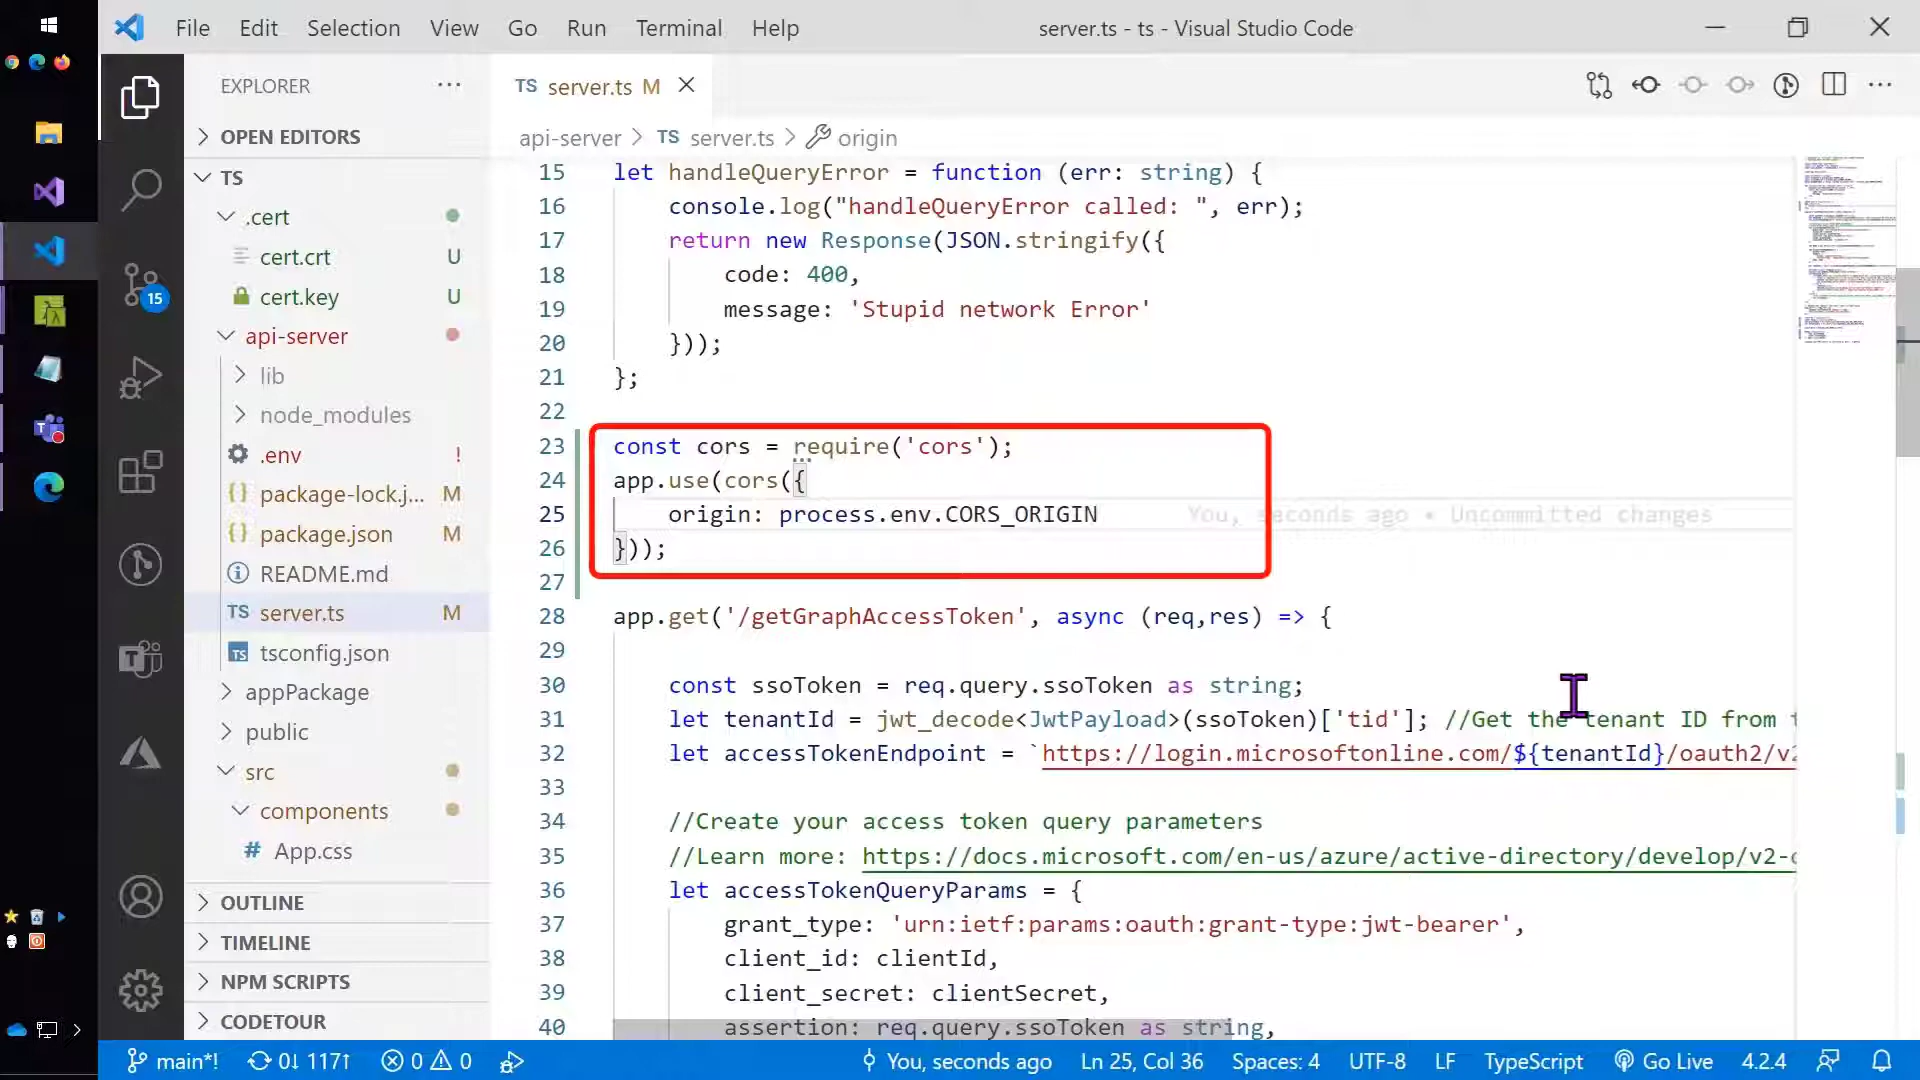 File Edit Selection View Go Run Terminal Help
server.ts - ts - Visual Studio Code
EXPLORER
TS server.ts M
OPEN EDITORS
api-server > TS server.ts > origin
TS
.cert
cert.crt U
cert.key U
api-server
lib
node_modules
.env !
package-lock.j... M
package.json M
README.md
TS server.ts M
tsconfig.json
appPackage
public
src
components
# App.css
OUTLINE
TIMELINE
NPM SCRIPTS
CODETOUR
15
15 let handleQueryError = function (err: string) {
16 console.log("handleQueryError called: ", err);
17 return new Response(JSON.stringify({
18 code: 400,
19 message: 'Stupid network Error'
20 }));
21 };
22
23 const cors = require('cors');
24 app.use(cors({
25 origin: process.env.CORS_ORIGIN You, seconds ago • Uncommitted changes
26 }));
27
28 app.get('/getGraphAccessToken', async (req,res) => {
29
30 const ssoToken = req.query.ssoToken as string;
31 let tenantId = jwt_decode<JwtPayload>(ssoToken)['tid']; //Get the tenant ID from t
32 let accessTokenEndpoint = `https://login.microsoftonline.com/${tenantId}/oauth2/v2
33
34 //Create your access token query parameters
35 //Learn more: https://docs.microsoft.com/en-us/azure/active-directory/develop/v2-o
36 let accessTokenQueryParams = {
37 grant_type: 'urn:ietf:params:oauth:grant-type:jwt-bearer',
38 client_id: clientId,
39 client_secret: clientSecret,
40 assertion: req.query.ssoToken as string,
main*! 0↓ 117↑ 0 0 You, seconds ago Ln 25, Col 36 Spaces: 4 UTF-8 LF TypeScript Go Live 4.2.4